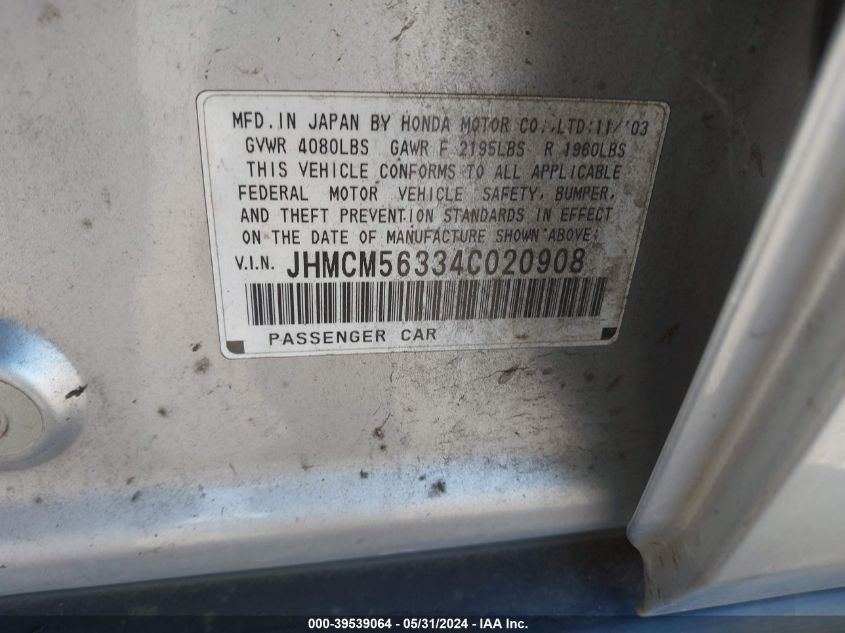 MFD. IN JAPAN BY HONDA MOTOR CO., LTD; 11/'03
GVWR 4080LBS GAWR F 2195LBS R 1960LBS
THIS VEHICLE CONFORMS TO ALL APPLICABLE
FEDERAL MOTOR VEHICLE SAFETY, BUMPER,
AND THEFT PREVENTION STANDARDS IN EFFECT
ON THE DATE OF MANUFACTURE SHOWN ABOVE;
V.I.N. JHMCM56334C020908
PASSENGER CAR
000-39539064 / 05/31/2024 - IAA Inc.